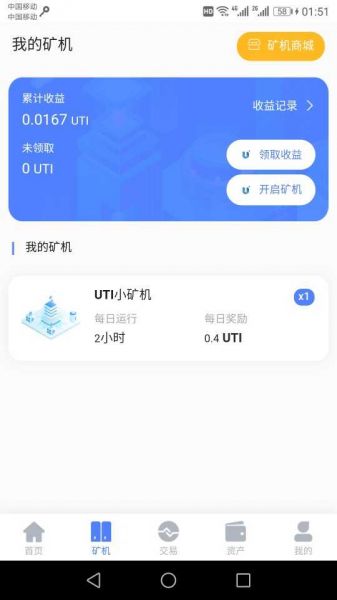 中国移动
中国移动
HD 4G 2G 58 01:51
我的矿机
矿机商城
累计收益
0.0167 UTI
收益记录
未领取
0 UTI
领取收益
开启矿机
我的矿机
UTI小矿机
x1
每日运行
每日奖励
2小时
0.4 UTI
首页
矿机
交易
资产
我的